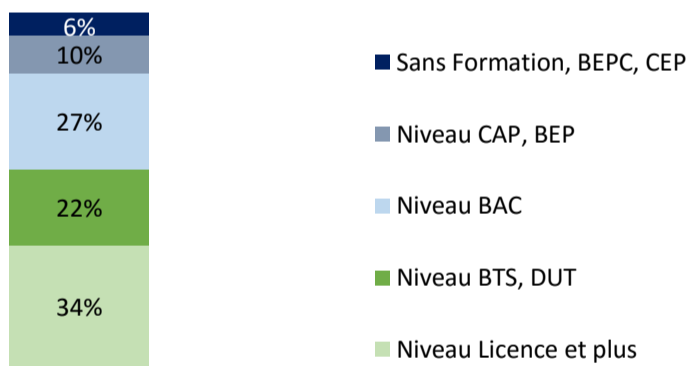 6%
10%
27%
22%
34%
Sans Formation, BEPC, CEP
Niveau CAP, BEP
Niveau BAC
Niveau BTS, DUT
Niveau Licence et plus